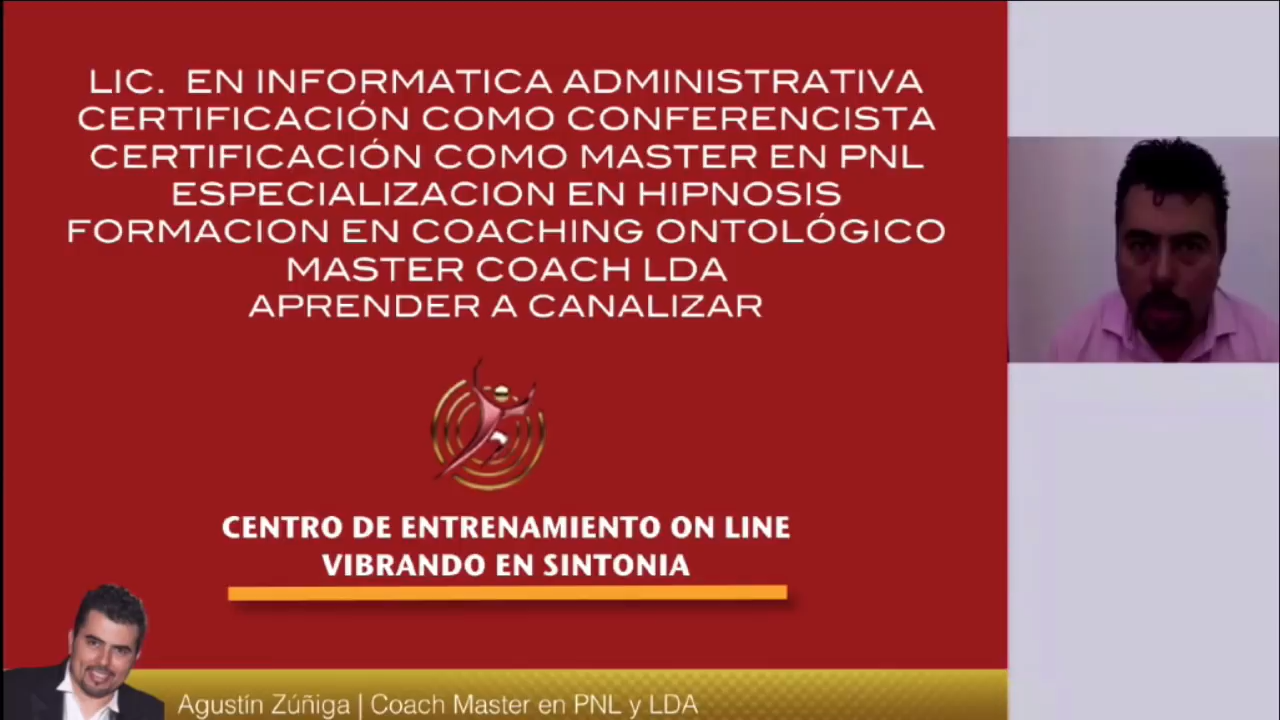 LIC. EN INFORMATICA ADMINISTRATIVA
CERTIFICACIÓN COMO CONFERENCISTA
CERTIFICACIÓN COMO MASTER EN PNL
ESPECIALIZACION EN HIPNOSIS
FORMACION EN COACHING ONTOLÓGICO
MASTER COACH LDA
APRENDER A CANALIZAR
CENTRO DE ENTRENAMIENTO ON LINE
VIBRANDO EN SINTONIA
Agustín Zúñiga | Coach Master en PNL y LDA